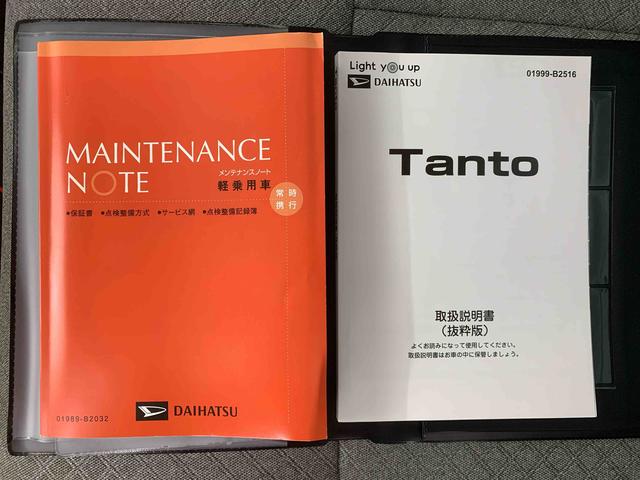 MAINTENANCE
NOTE
メンテナンスノート
軽乗用車
常時
携行
●保証書 ●点検整備方式 ●サービス網 ●点検整備記録簿
01989-B2032
DAIHATSU
Light you up
DAIHATSU
01999-B2516
Tanto
取扱説明書
(抜粋版)
よくお読みになって使用してください。
取扱説明書はお車の中に保管しましょう。